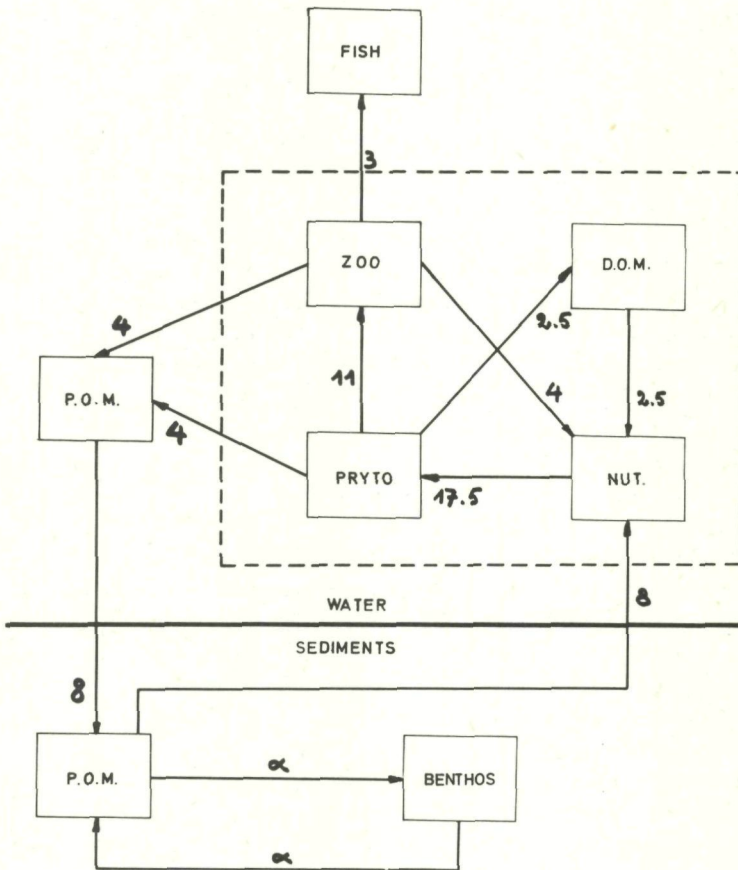 FISH
3
ZOO
D.O.M.
4
2.5
P.O.M.
11
4
2.5
4
PRYTO
17.5
NUT.
8
WATER
SEDIMENTS
8
P.O.M.
α
BENTHOS
α